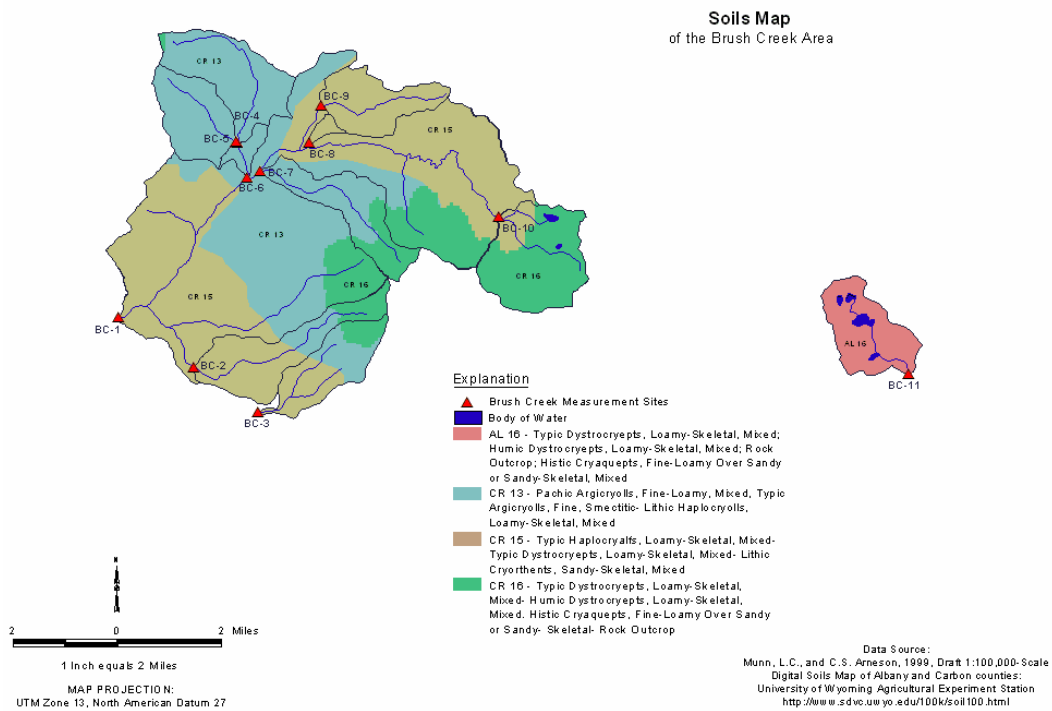 Soils Map
of the Brush Creek Area
CR 13
BC-9
BC-4
BC-5
CR 15
BC-8
BC-7
BC-6
BC-10
CR 13
CR 16
CR 16
CR 15
BC-1
BC-2
BC-3
AL 16
BC-11
Explanation
Brush Creek Measurement Sites
Body of Water
AL 16 - Typic Dystrocryepts, Loamy-Skeletal, Mixed;
Humic Dystrocryepts, Loamy-Skeletal, Mixed; Rock
Outcrop; Histic Cryaquepts, Fine-Loamy Over Sandy
or Sandy-Skeletal, Mixed
CR 13 - Pachic Argicryolls, Fine-Loamy, Mixed, Typic
Argicryolls, Fine, Smectitic- Lithic Haplocryolls,
Loamy-Skeletal, Mixed
CR 15 - Typic Haplocryalfs, Loamy-Skeletal, Mixed-
Typic Dystrocryepts, Loamy-Skeletal, Mixed- Lithic
Cryorthents, Sandy-Skeletal, Mixed
CR 16 - Typic Dystrocryepts, Loamy-Skeletal,
Mixed- Humic Dystrocryepts, Loamy-Skeletal,
Mixed. Histic Cryaquepts, Fine-Loamy Over Sandy
or Sandy- Skeletal- Rock Outcrop
2 0 2 Miles
1 Inch equals 2 Miles
MAP PROJECTION:
UTM Zone 13, North American Datum 27
Data Source:
Munn, L.C., and C.S. Arneson, 1999, Draft 1:100,000-Scale
Digital Soils Map of Albany and Carbon counties:
University of Wyoming Agricultural Experiment Station
http://www.sdvc.uwyo.edu/100k/soil100.html